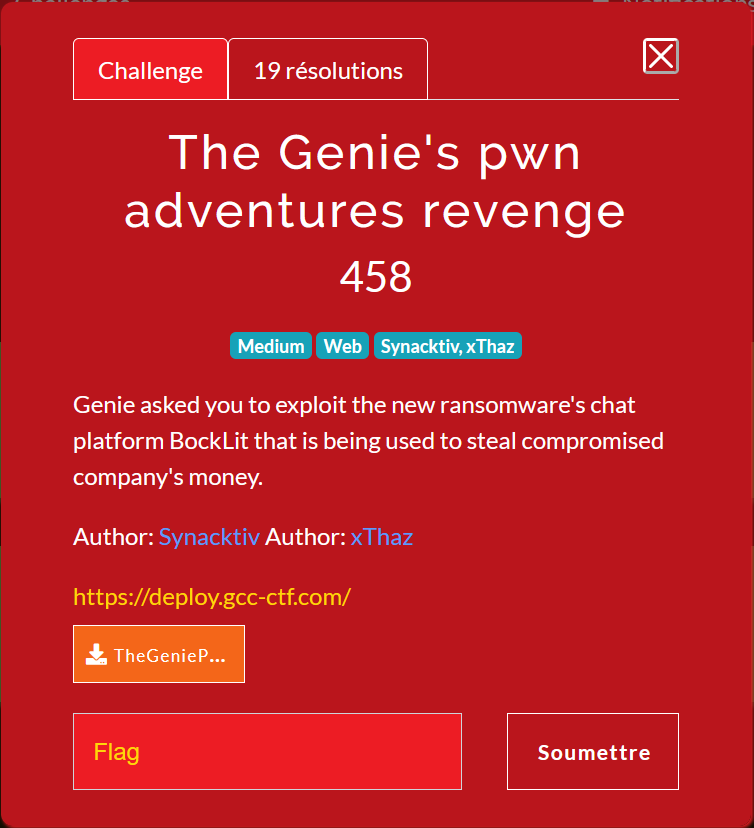 Challenge
19 résolutions
The Genie's pwn
adventures revenge
458
Medium Web Synacktiv, xThaz
Genie asked you to exploit the new ransomware's chat
platform BockLit that is being used to steal compromised
company's money.
Author: Synacktiv Author: xThaz
https://deploy.gcc-ctf.com/
TheGenieP...
Flag
Soumettre